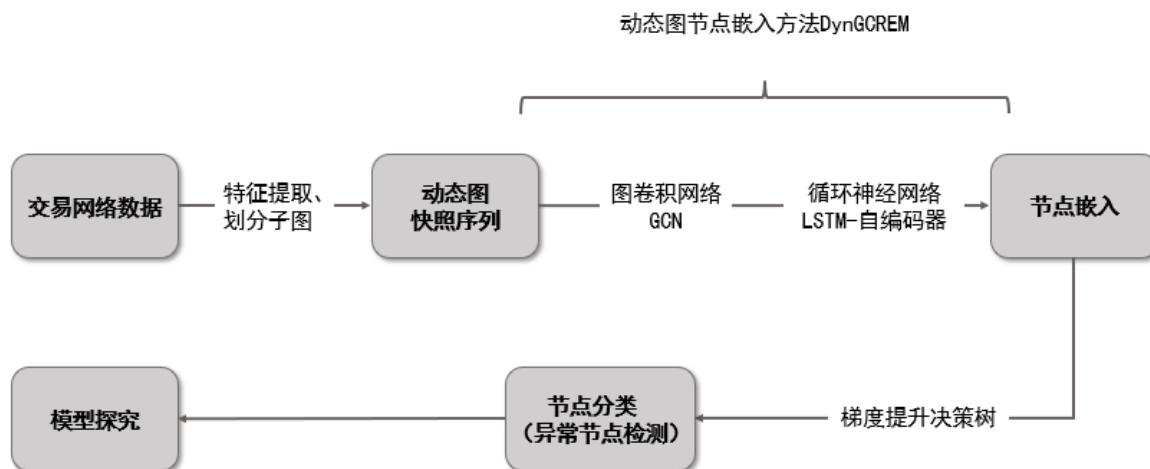 动态图节点嵌入方法DynGCREM
交易网络数据
特征提取、
划分子图
动态图
快照序列
图卷积网络
GCN
循环神经网络
LSTM-自编码器
节点嵌入
模型探究
节点分类
（异常节点检测）
梯度提升决策树